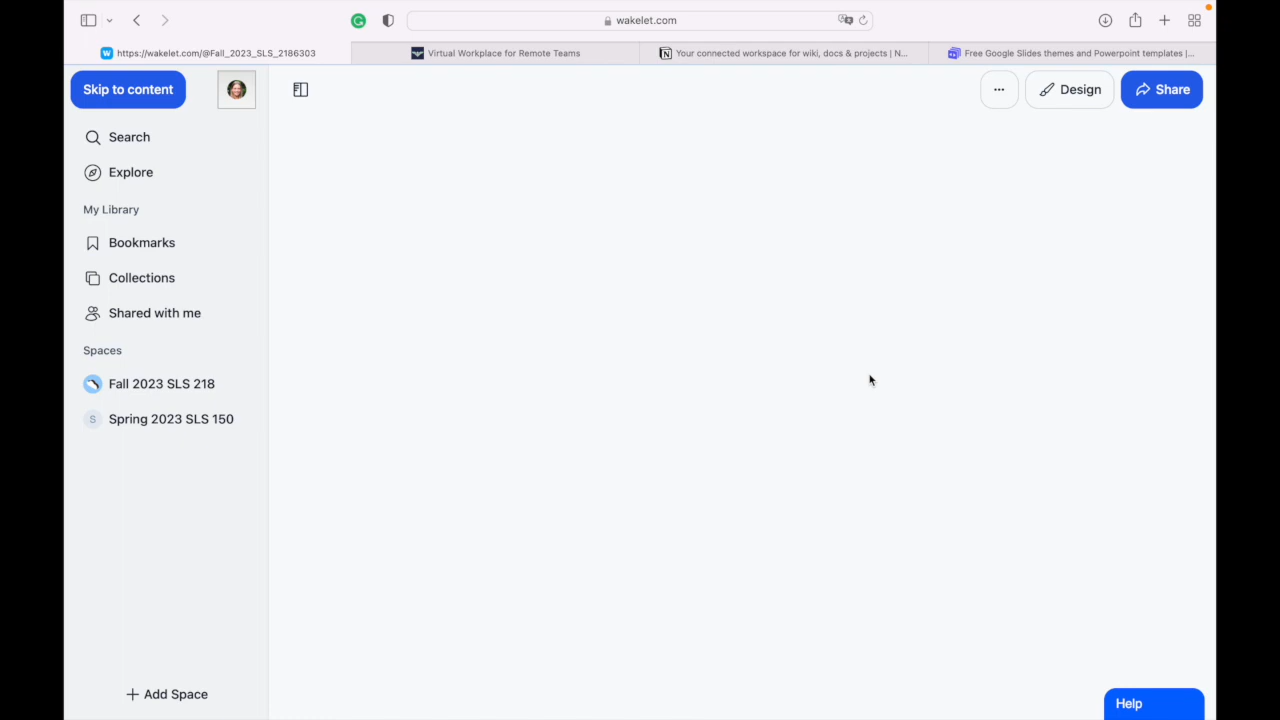 wakelet.com
https://wakelet.com/@Fall_2023_SLS_2186303
Virtual Workplace for Remote Teams
Your connected workspace for wiki, docs & projects | N...
Free Google Slides themes and Powerpoint templates |...
Skip to content
... Design Share
Search
Explore
My Library
Bookmarks
Collections
Shared with me
Spaces
Fall 2023 SLS 218
S Spring 2023 SLS 150
+ Add Space
Help